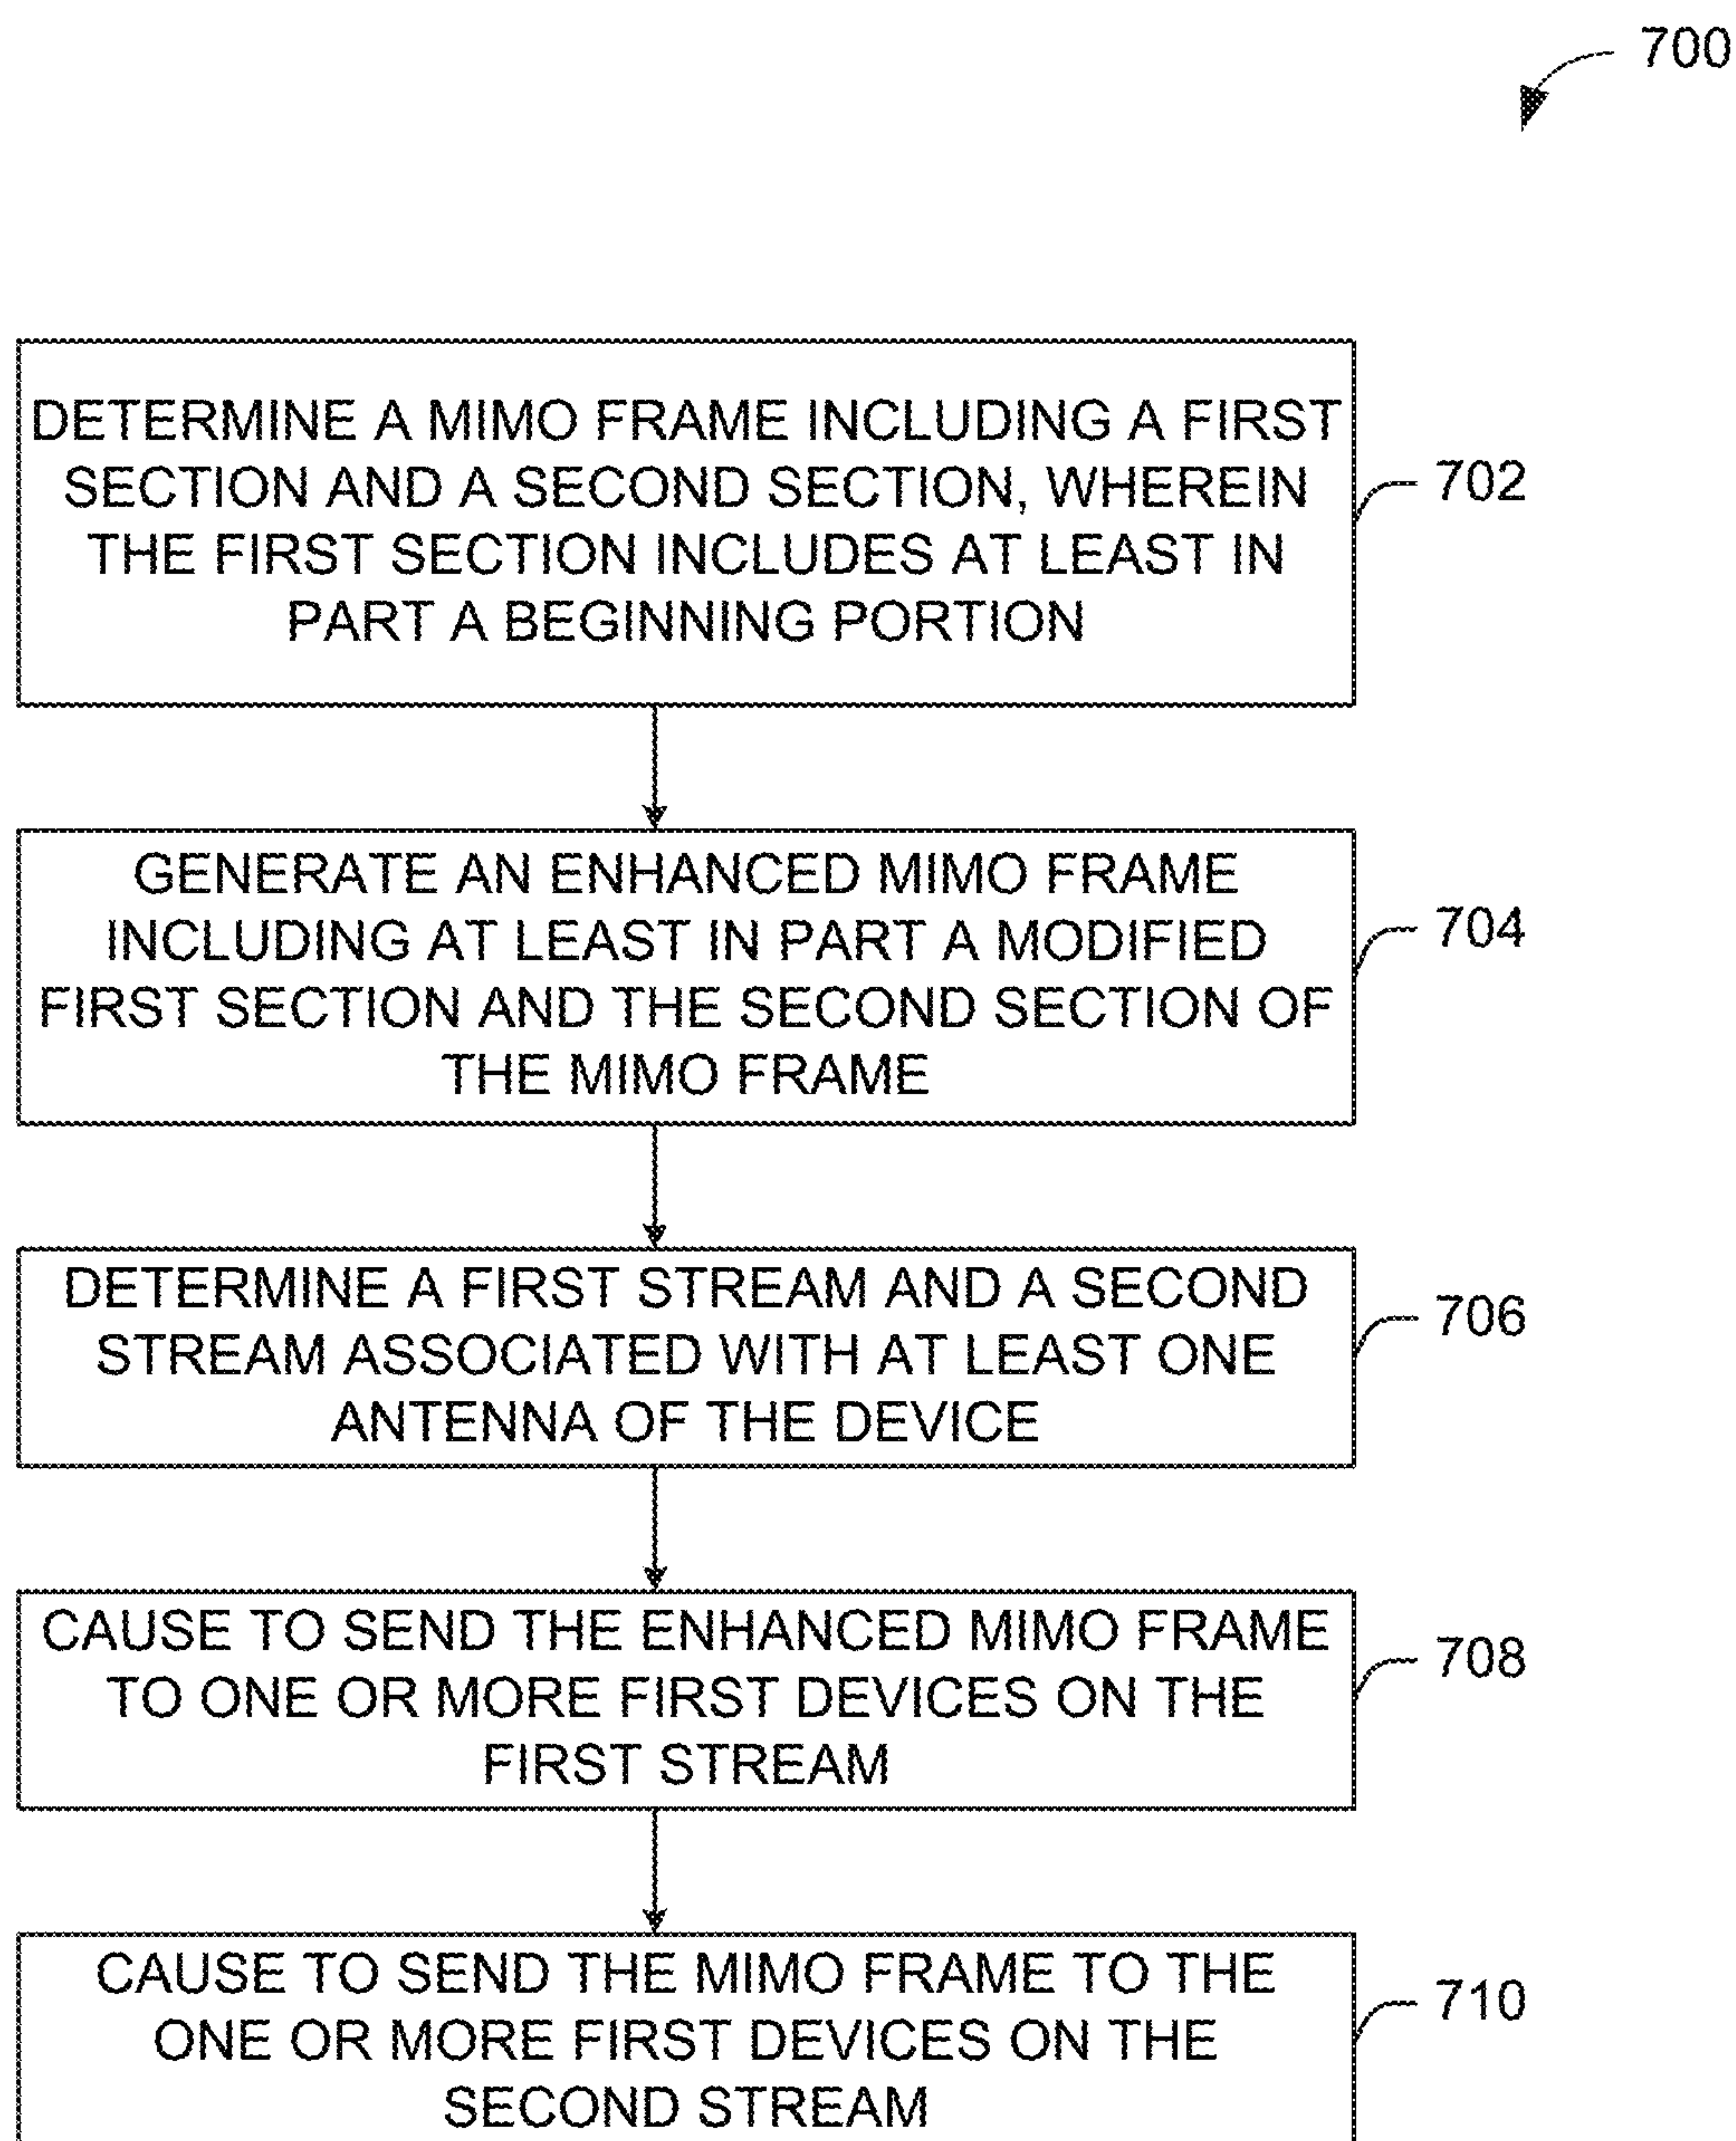 700
DETERMINE A MIMO FRAME INCLUDING A FIRST
SECTION AND A SECOND SECTION, WHEREIN
THE FIRST SECTION INCLUDES AT LEAST IN
PART A BEGINNING PORTION
702
GENERATE AN ENHANCED MIMO FRAME
INCLUDING AT LEAST IN PART A MODIFIED
FIRST SECTION AND THE SECOND SECTION OF
THE MIMO FRAME
704
DETERMINE A FIRST STREAM AND A SECOND
STREAM ASSOCIATED WITH AT LEAST ONE
ANTENNA OF THE DEVICE
706
CAUSE TO SEND THE ENHANCED MIMO FRAME
TO ONE OR MORE FIRST DEVICES ON THE
FIRST STREAM
708
CAUSE TO SEND THE MIMO FRAME TO THE
ONE OR MORE FIRST DEVICES ON THE
SECOND STREAM
710